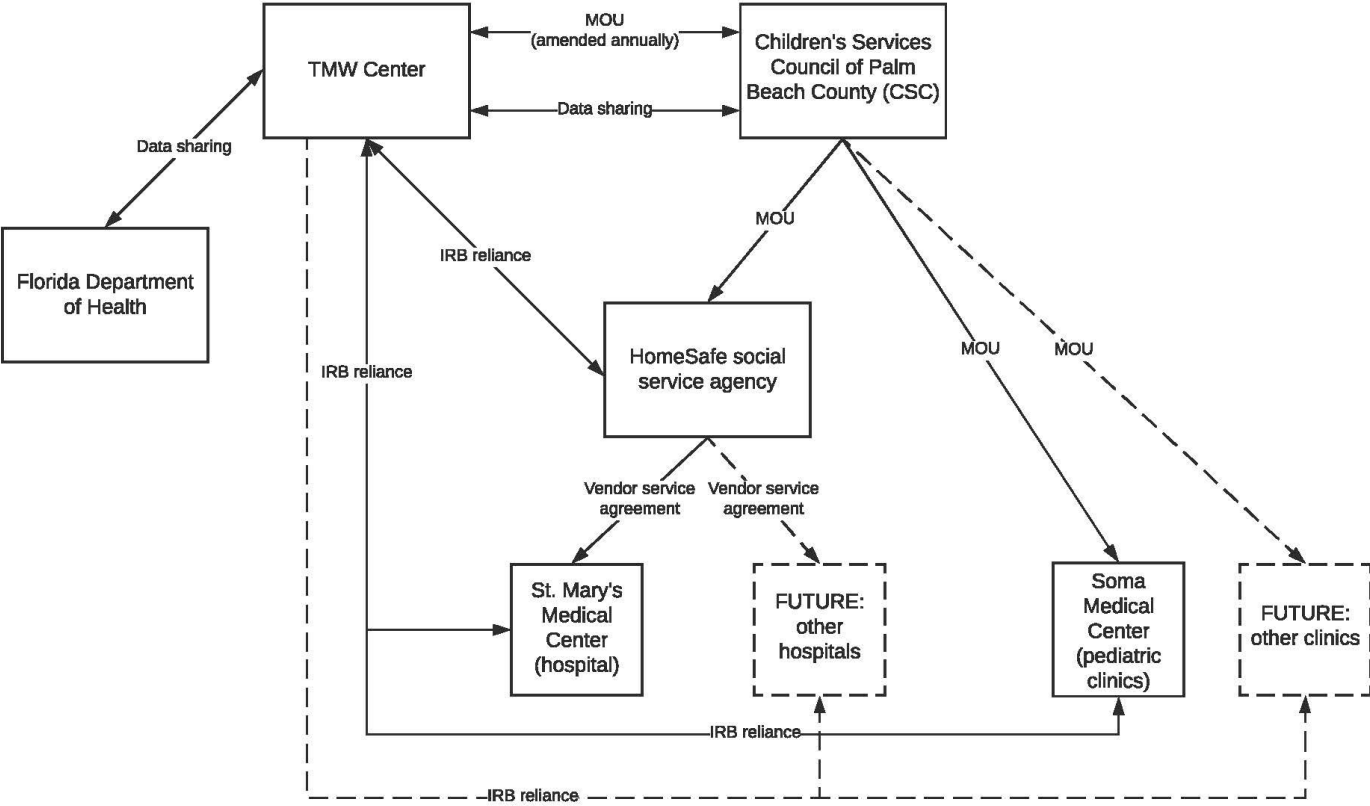 MOU
(amended annually)
TMW Center
Children's Services
Council of Palm
Beach County (CSC)
Data sharing
Data sharing
MOU
IRB reliance
Florida Department
of Health
HomeSafe social
service agency
MOU
MOU
IRB reliance
Vendor service
agreement
Vendor service
agreement
St. Mary's
Medical
Center
(hospital)
FUTURE:
other
hospitals
Soma
Medical
Center
(pediatric
clinics)
FUTURE:
other clinics
IRB reliance
IRB reliance